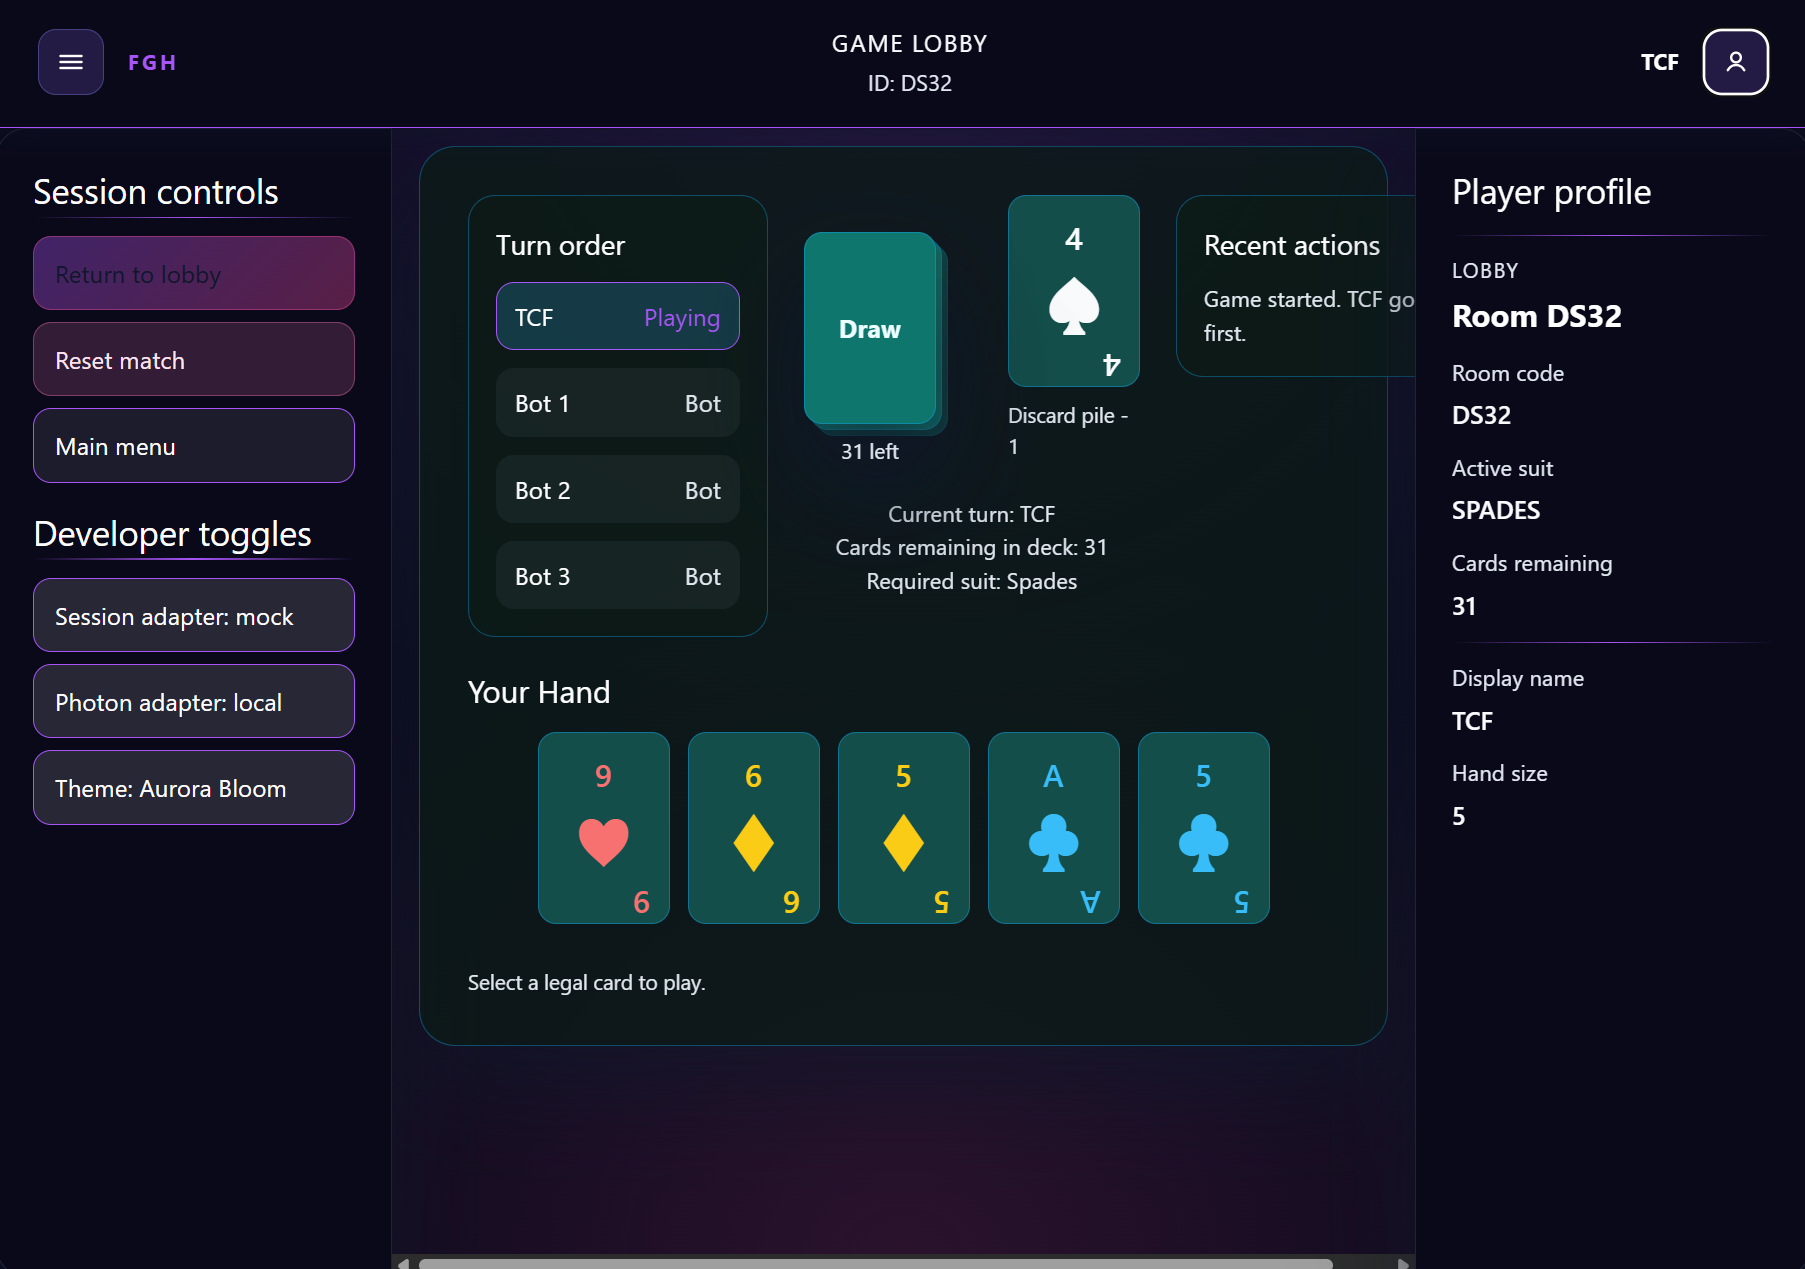 FGH
GAME LOBBY
ID: DS32
TCF
Session controls
Return to lobby
Reset match
Main menu
Developer toggles
Session adapter: mock
Photon adapter: local
Theme: Aurora Bloom
Turn order
TCF Playing
Bot 1 Bot
Bot 2 Bot
Bot 3 Bot
Draw
31 left
4
4
Discard pile -
1
Recent actions
Game started. TCF go
first.
Current turn: TCF
Cards remaining in deck: 31
Required suit: Spades
Your Hand
9
9
6
6
5
5
A
A
5
5
Select a legal card to play.
Player profile
LOBBY
Room DS32
Room code
DS32
Active suit
SPADES
Cards remaining
31
Display name
TCF
Hand size
5